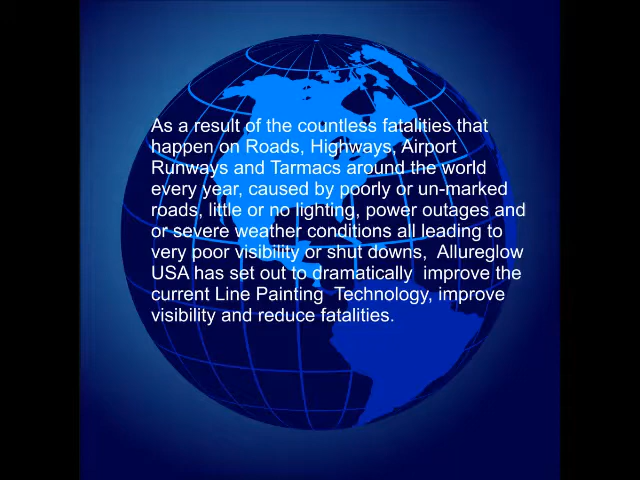 As a result of the countless fatalities that
happen on Roads, Highways, Airport
Runways and Tarmacs around the world
every year, caused by poorly or un-marked
roads, little or no lighting, power outages and
or severe weather conditions all leading to
very poor visibility or shut downs,  Allureglow
USA has set out to dramatically  improve the
current Line Painting  Technology, improve
visibility and reduce fatalities.